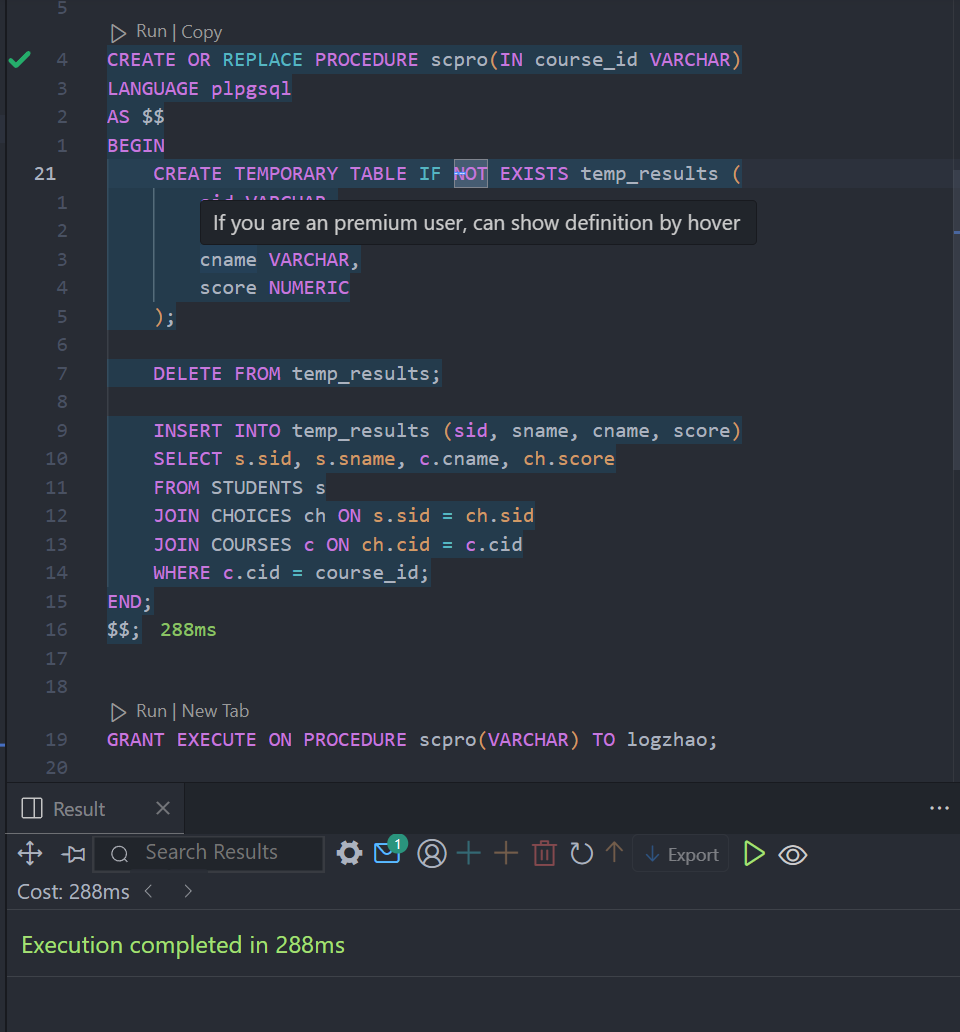 5
Run | Copy
4 CREATE OR REPLACE PROCEDURE scpro(IN course_id VARCHAR)
3 LANGUAGE plpgsql
2 AS $$
1 BEGIN
21 CREATE TEMPORARY TABLE IF NOT EXISTS temp_results (
1 sid VARCHAR,
2
If you are an premium user, can show definition by hover
3 cname VARCHAR,
4 score NUMERIC
5 );
6
7 DELETE FROM temp_results;
8
9 INSERT INTO temp_results (sid, sname, cname, score)
10 SELECT s.sid, s.sname, c.cname, ch.score
11 FROM STUDENTS s
12 JOIN CHOICES ch ON s.sid = ch.sid
13 JOIN COURSES c ON ch.cid = c.cid
14 WHERE c.cid = course_id;
15 END;
16 $$; 288ms
17
18
Run | New Tab
19 GRANT EXECUTE ON PROCEDURE scpro(VARCHAR) TO logzhao;
20
Result
Search Results 1 Export
Cost: 288ms
Execution completed in 288ms